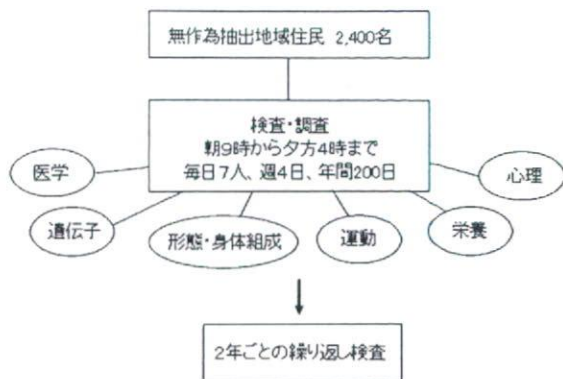 無作為抽出地域住民 2,400名
検査・調査
朝9時から夕方4時まで
毎日7人、週4日、年間200日
医学
心理
遺伝子
形態・身体組成
運動
栄養
2年ごとの繰り返し検査